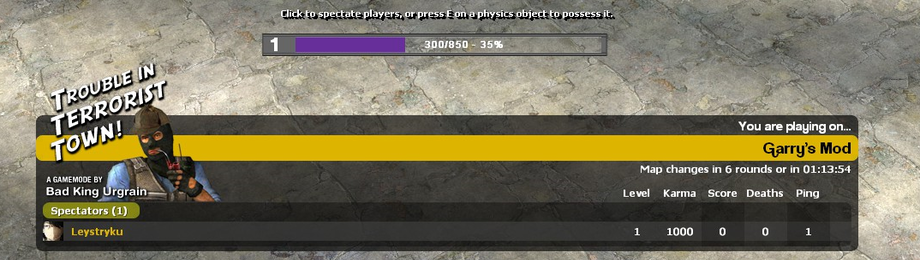 Click to spectate players, or press E on a physics object to possess it.
1 300/850 - 35%
TROUBLE IN
TERRORIST
TOWN!
You are playing on...
Garry's Mod
Map changes in 6 rounds or in 01:13:54
A GAMEMODE BY
Bad King Urgrain
Level Karma Score Deaths Ping
Spectators (1)
Leystryku 1 1000 0 0 1